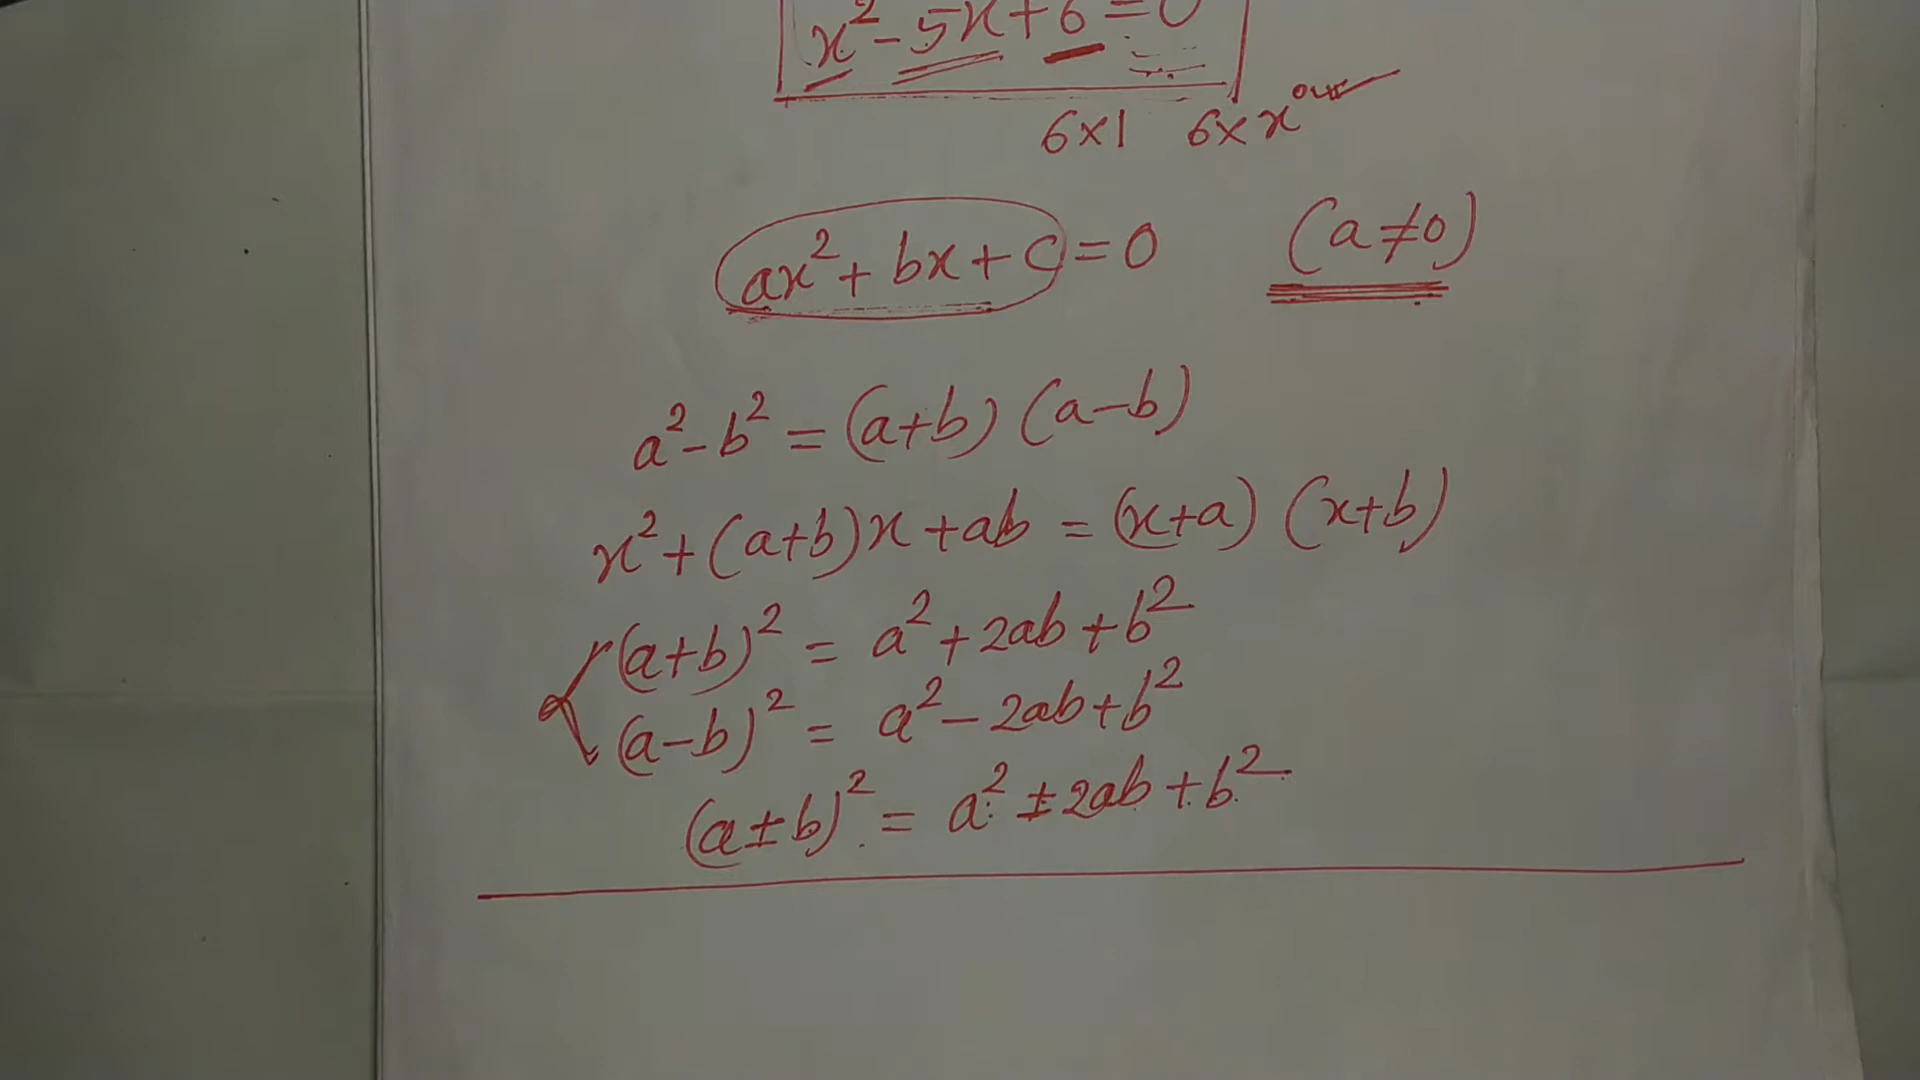 x² - 5x + 6 = 0
6×1 6×x⁰
ax² + bx + c = 0 (a ≠ 0)
a² - b² = (a+b) (a-b)
x² + (a+b)x + ab = (x+a) (x+b)
(a+b)² = a² + 2ab + b²
(a-b)² = a² - 2ab + b²
(a±b)² = a² ± 2ab + b²